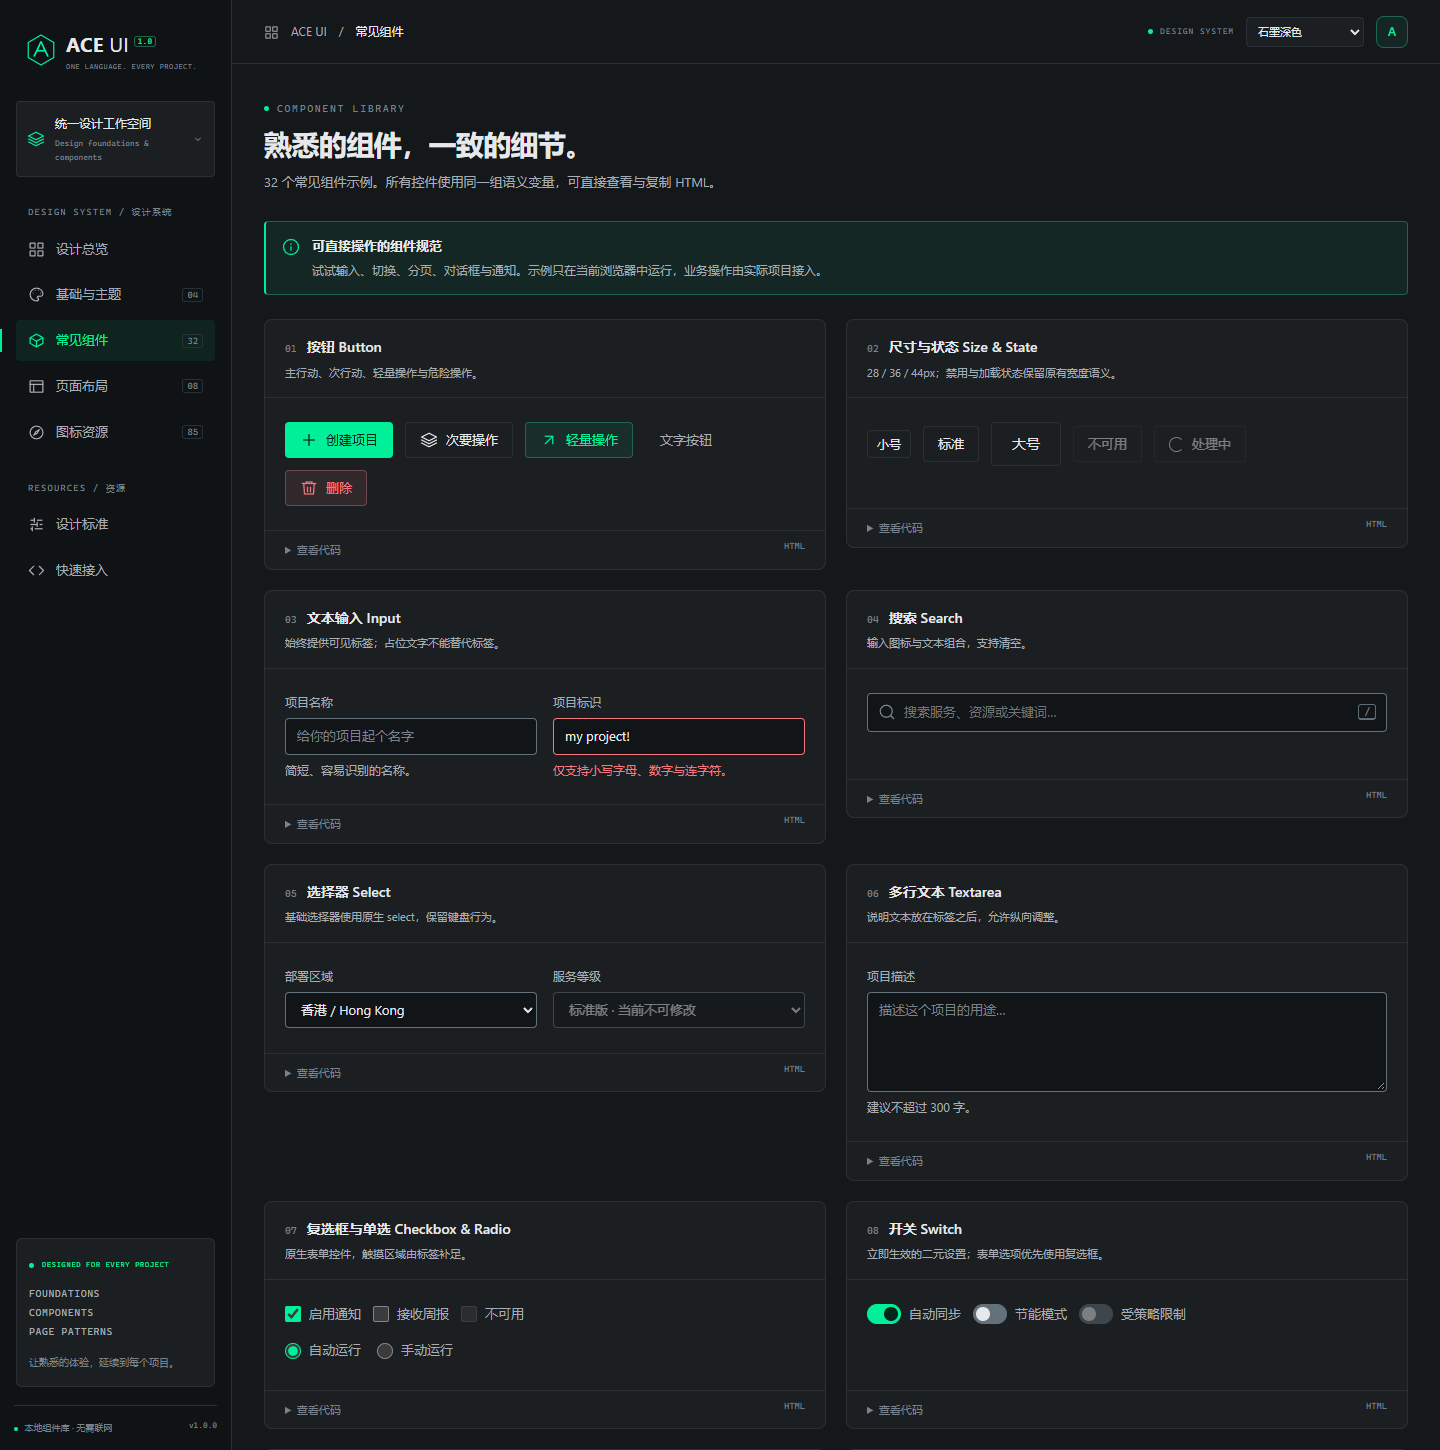 ACE UI 1.0
ONE LANGUAGE. EVERY PROJECT.
统一设计工作空间
Design foundations &
components
DESIGN SYSTEM / 设计系统
设计总览
基础与主题 04
常见组件 32
页面布局 08
图标资源 85
RESOURCES / 资源
设计标准
快速接入
DESIGNED FOR EVERY PROJECT
FOUNDATIONS
COMPONENTS
PAGE PATTERNS
让熟悉的体验，延续到每个项目。
本地组件库 · 无需联网 v1.0.0
ACE UI / 常见组件
DESIGN SYSTEM 石墨深色 A
COMPONENT LIBRARY
熟悉的组件，一致的细节。
32 个常见组件示例。所有控件使用同一组语义变量，可直接查看与复制 HTML。
可直接操作的组件规范
试试输入、切换、分页、对话框与通知。示例只在当前浏览器中运行，业务操作由实际项目接入。
01 按钮 Button
主行动、次行动、轻量操作与危险操作。
创建项目 次要操作 轻量操作 文字按钮
删除
查看代码 HTML
02 尺寸与状态 Size & State
28 / 36 / 44px；禁用与加载状态保留原有宽度语义。
小号 标准 大号 不可用 处理中
查看代码 HTML
03 文本输入 Input
始终提供可见标签；占位文字不能替代标签。
项目名称 项目标识
给你的项目起个名字 my project!
简短、容易识别的名称。 仅支持小写字母、数字与连字符。
查看代码 HTML
04 搜索 Search
输入图标与文本组合，支持清空。
搜索服务、资源或关键词... /
查看代码 HTML
05 选择器 Select
基础选择器使用原生 select，保留键盘行为。
部署区域 服务等级
香港 / Hong Kong 标准版 · 当前不可修改
查看代码 HTML
06 多行文本 Textarea
说明文本放在标签之后，允许纵向调整。
项目描述
描述这个项目的用途...
建议不超过 300 字。
查看代码 HTML
07 复选框与单选 Checkbox & Radio
原生表单控件，触摸区域由标签补足。
启用通知 接收周报 不可用
自动运行 手动运行
查看代码 HTML
08 开关 Switch
立即生效的二元设置；表单选项优先使用复选框。
自动同步 节能模式 受策略限制
查看代码 HTML